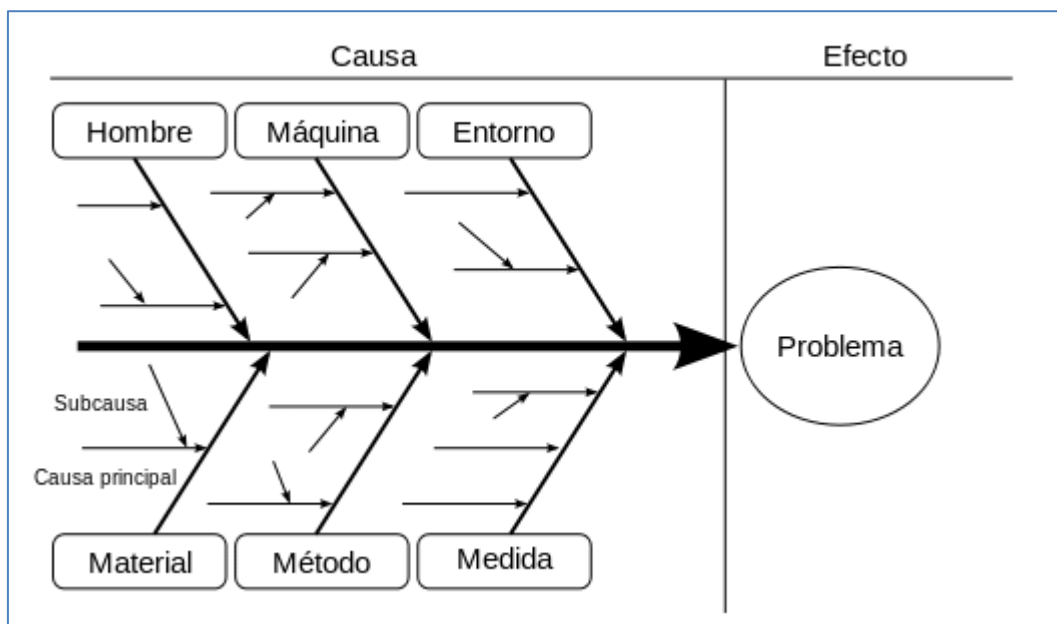 Causa
Efecto
Hombre
Máquina
Entorno
Problema
Subcausa
Causa principal
Material
Método
Medida